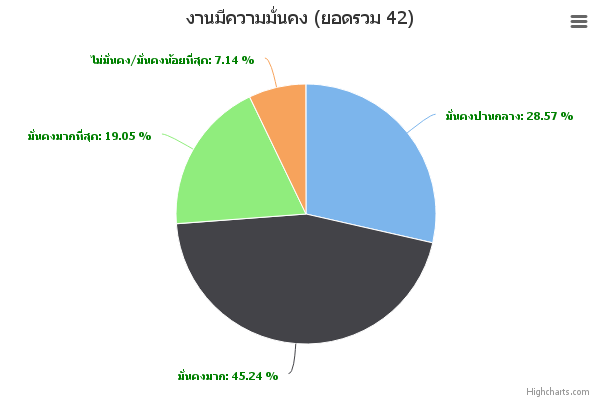 งานมีความมั่นคง (ยอดรวม 42)
ไม่มั่นคง/มั่นคงน้อยที่สุด: 7.14 %
มั่นคงปานกลาง: 28.57 %
มั่นคงมากที่สุด: 19.05 %
มั่นคงมาก: 45.24 %
Highcharts.com